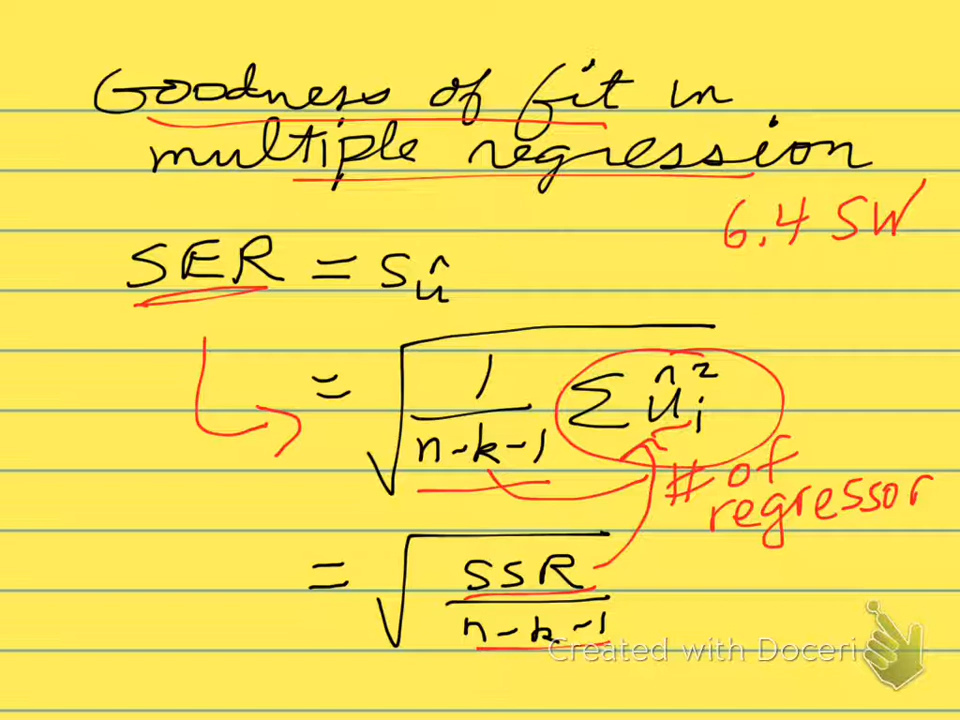 Goodness of fit in
multiple regression
6.4 SW
SER = sû
= √(1/(n-k-1) Σ ûᵢ²)
# of
regressor
= √(SSR/(n-k-1))
Created with Doceri